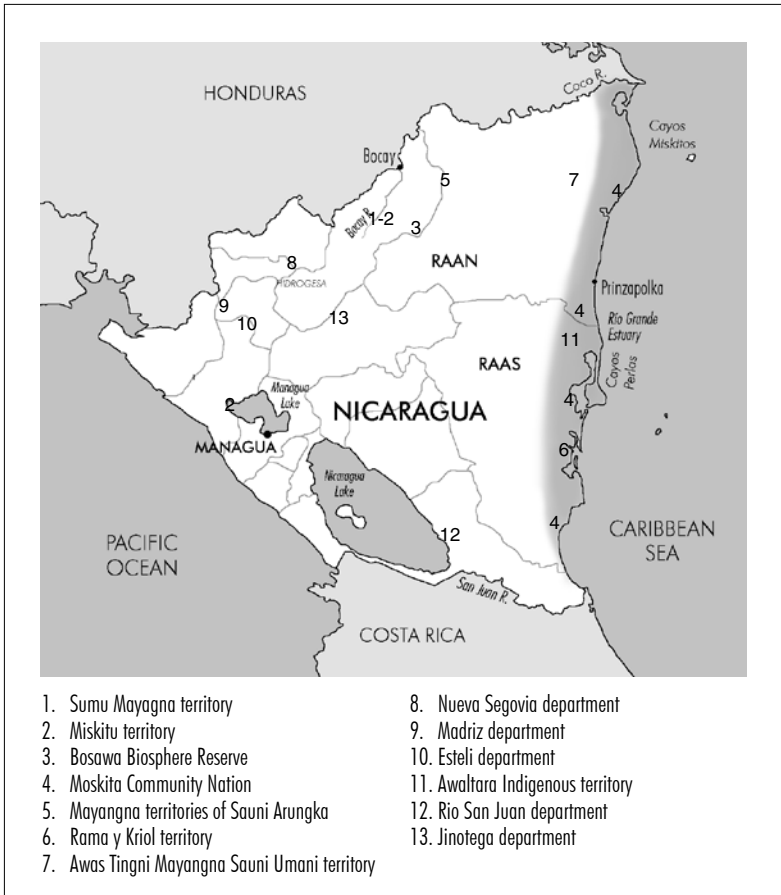 HONDURAS
Coco R.
Cayos
Miskitos
Bocay
5
7
4
Bocay R.
1-2
3
RAAN
8
HIDROGESA
Prinzapolka
9
10
13
4
Río Grande
Estuary
11
RAAS
Cayos
Perlas
Managua
Lake
2
4
NICARAGUA
MANAGUA
6
Nicaragua
Lake
4
12
CARIBBEAN
SEA
PACIFIC
OCEAN
San Juan R.
COSTA RICA
1. Sumu Mayagna territory
2. Miskitu territory
3. Bosawa Biosphere Reserve
4. Moskita Community Nation
5. Mayangna territories of Sauni Arungka
6. Rama y Kriol territory
7. Awas Tingni Mayangna Sauni Umani territory
8. Nueva Segovia department
9. Madriz department
10. Esteli department
11. Awaltara Indigenous territory
12. Rio San Juan department
13. Jinotega department